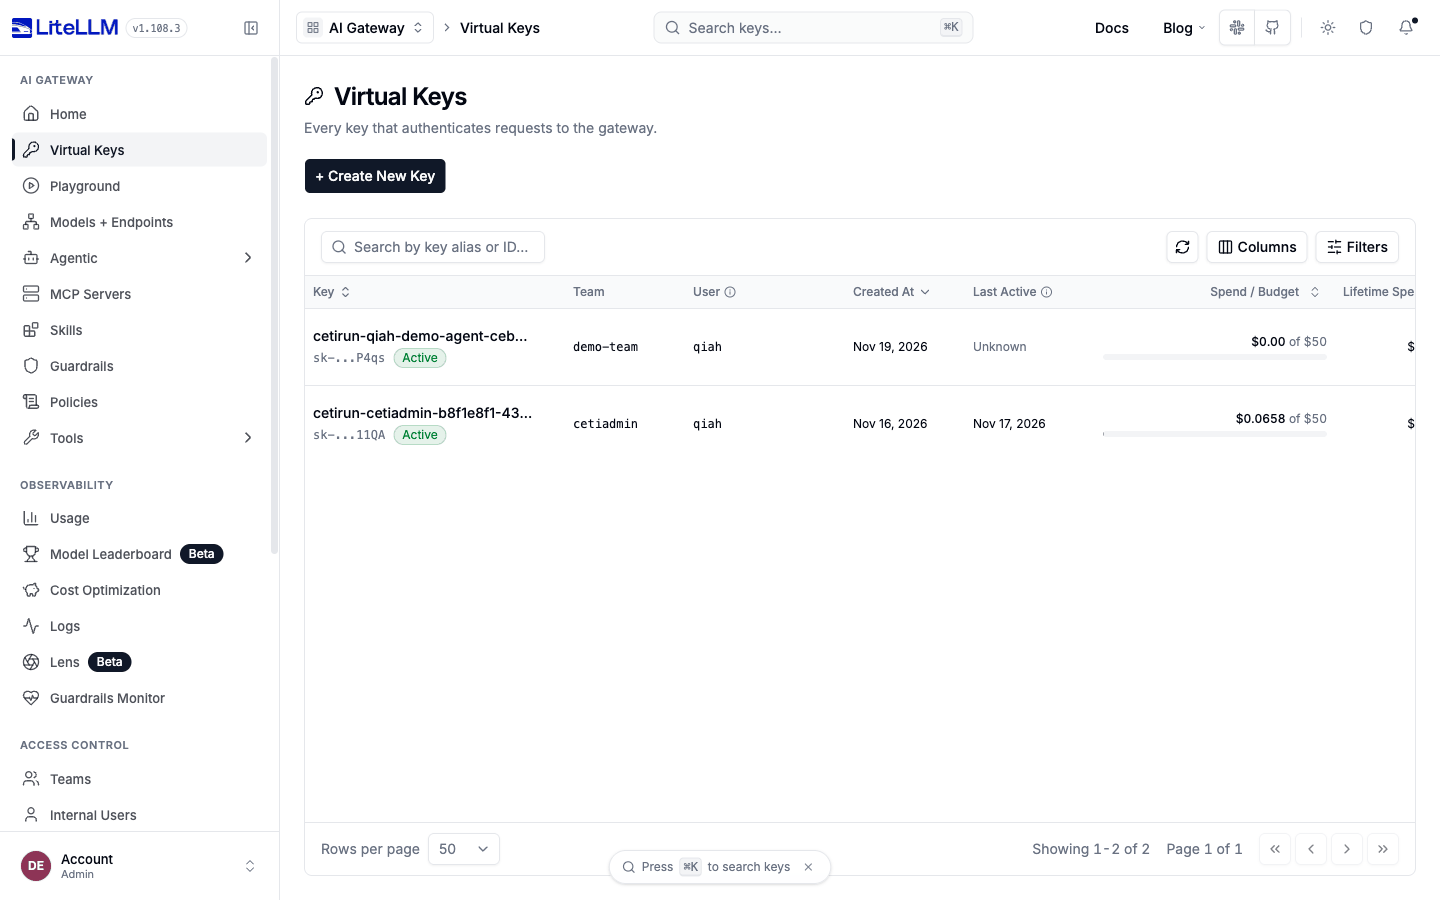 LiteLLM v1.108.3
AI Gateway > Virtual Keys
Search keys... ⌘K
Docs
Blog
AI GATEWAY
Home
Virtual Keys
Playground
Models + Endpoints
Agentic
MCP Servers
Skills
Guardrails
Policies
Tools
OBSERVABILITY
Usage
Model Leaderboard Beta
Cost Optimization
Logs
Lens Beta
Guardrails Monitor
ACCESS CONTROL
Teams
Internal Users
DE Account
Admin
Virtual Keys
Every key that authenticates requests to the gateway.
+ Create New Key
Search by key alias or ID...
Columns
Filters
Key Team User Created At Last Active Spend / Budget Lifetime Spe
cetirun-qiah-demo-agent-ceb...
sk-...P4qs Active
demo-team qiah Nov 19, 2026 Unknown $0.00 of $50 $
cetirun-cetiadmin-b8f1e8f1-43...
sk-...11QA Active
cetiadmin qiah Nov 16, 2026 Nov 17, 2026 $0.0658 of $50 $
Rows per page 50
Showing 1-2 of 2 Page 1 of 1
Press ⌘K to search keys ×